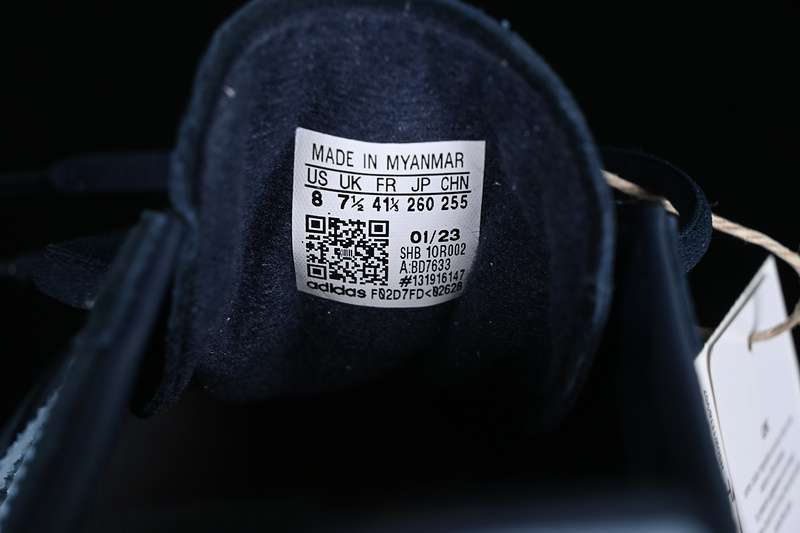 MADE IN MYANMAR
US UK FR JP CHN
8 7½ 41⅓ 260 255
01/23
SHB 10R002
A:BD7633
#131916147
adidas F02D7FD<82628